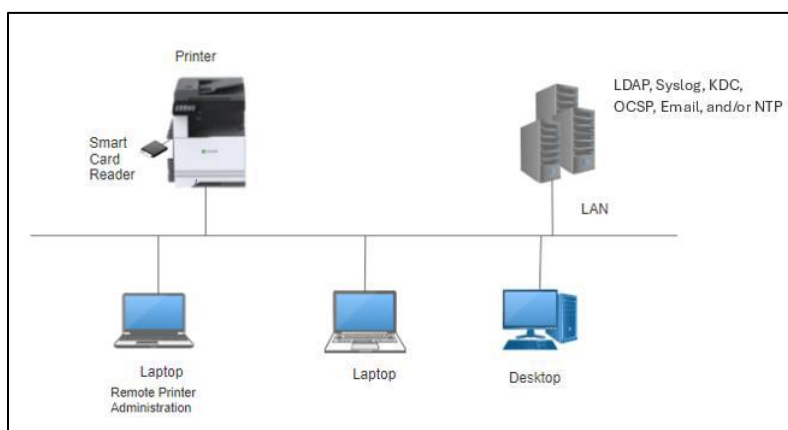 Printer
LDAP, Syslog, KDC,
OCSP, Email, and/or NTP
Smart
Card
Reader
LAN
Laptop
Remote Printer
Administration
Laptop
Desktop